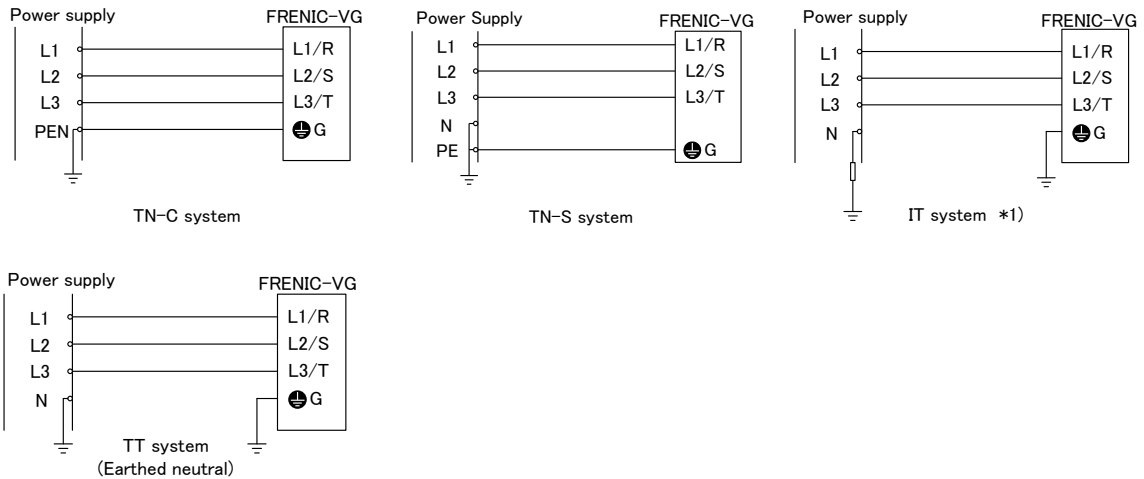 Power supply
FRENIC-VG
L1
L1/R
L2
L2/S
L3
L3/T
PEN
G
TN-C system
Power Supply
FRENIC-VG
L1
L1/R
L2
L2/S
L3
L3/T
N
PE
G
TN-S system
Power supply
FRENIC-VG
L1
L1/R
L2
L2/S
L3
L3/T
N
G
IT system *1)
Power supply
FRENIC-VG
L1
L1/R
L2
L2/S
L3
L3/T
N
G
TT system
(Earthed neutral)